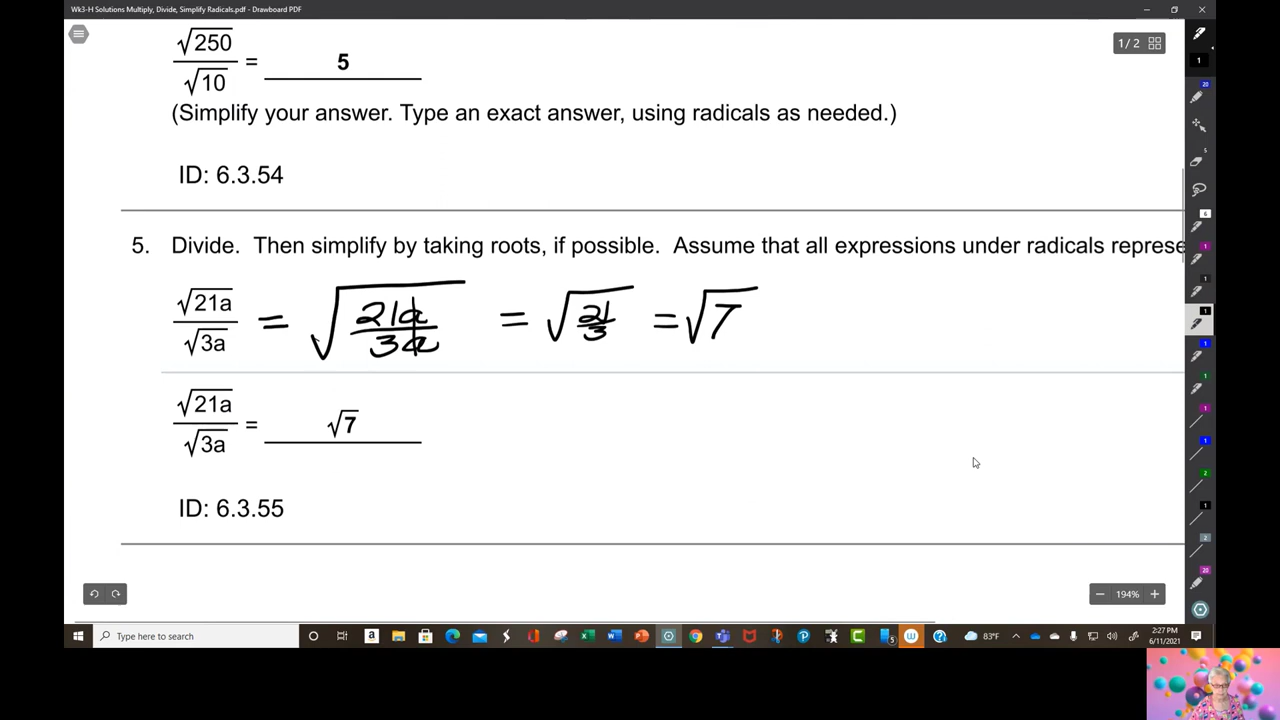 Wk3-H Solutions Multiply, Divide, Simplify Radicals.pdf - Drawboard PDF
1/2
√250
√10
= 5
(Simplify your answer. Type an exact answer, using radicals as needed.)
ID: 6.3.54
5. Divide. Then simplify by taking roots, if possible. Assume that all expressions under radicals represe
√21a / √3a = √(21a / 3a) = √(21 / 3) = √7
√21a / √3a = √7
ID: 6.3.55
194%
Type here to search
83°F
2:27 PM
6/11/2021